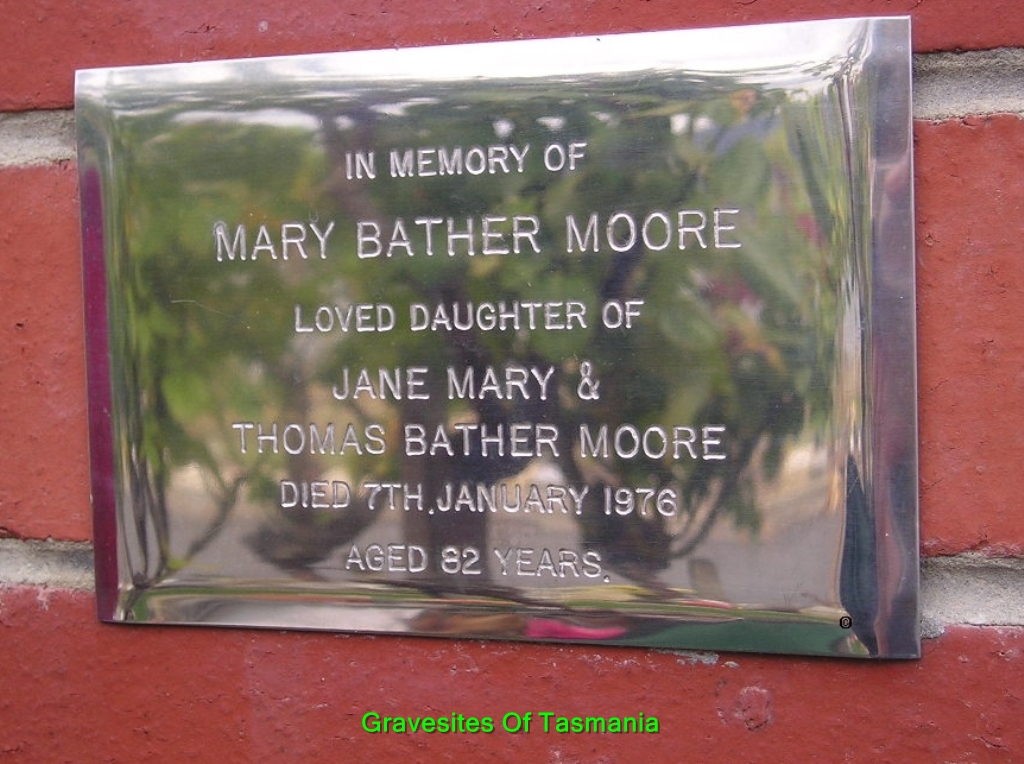 IN MEMORY OF
MARY BATHER MOORE
LOVED DAUGHTER OF
JANE MARY &
THOMAS BATHER MOORE
DIED 7TH.JANUARY 1976
AGED 82 YEARS.
®
Gravesites Of Tasmania